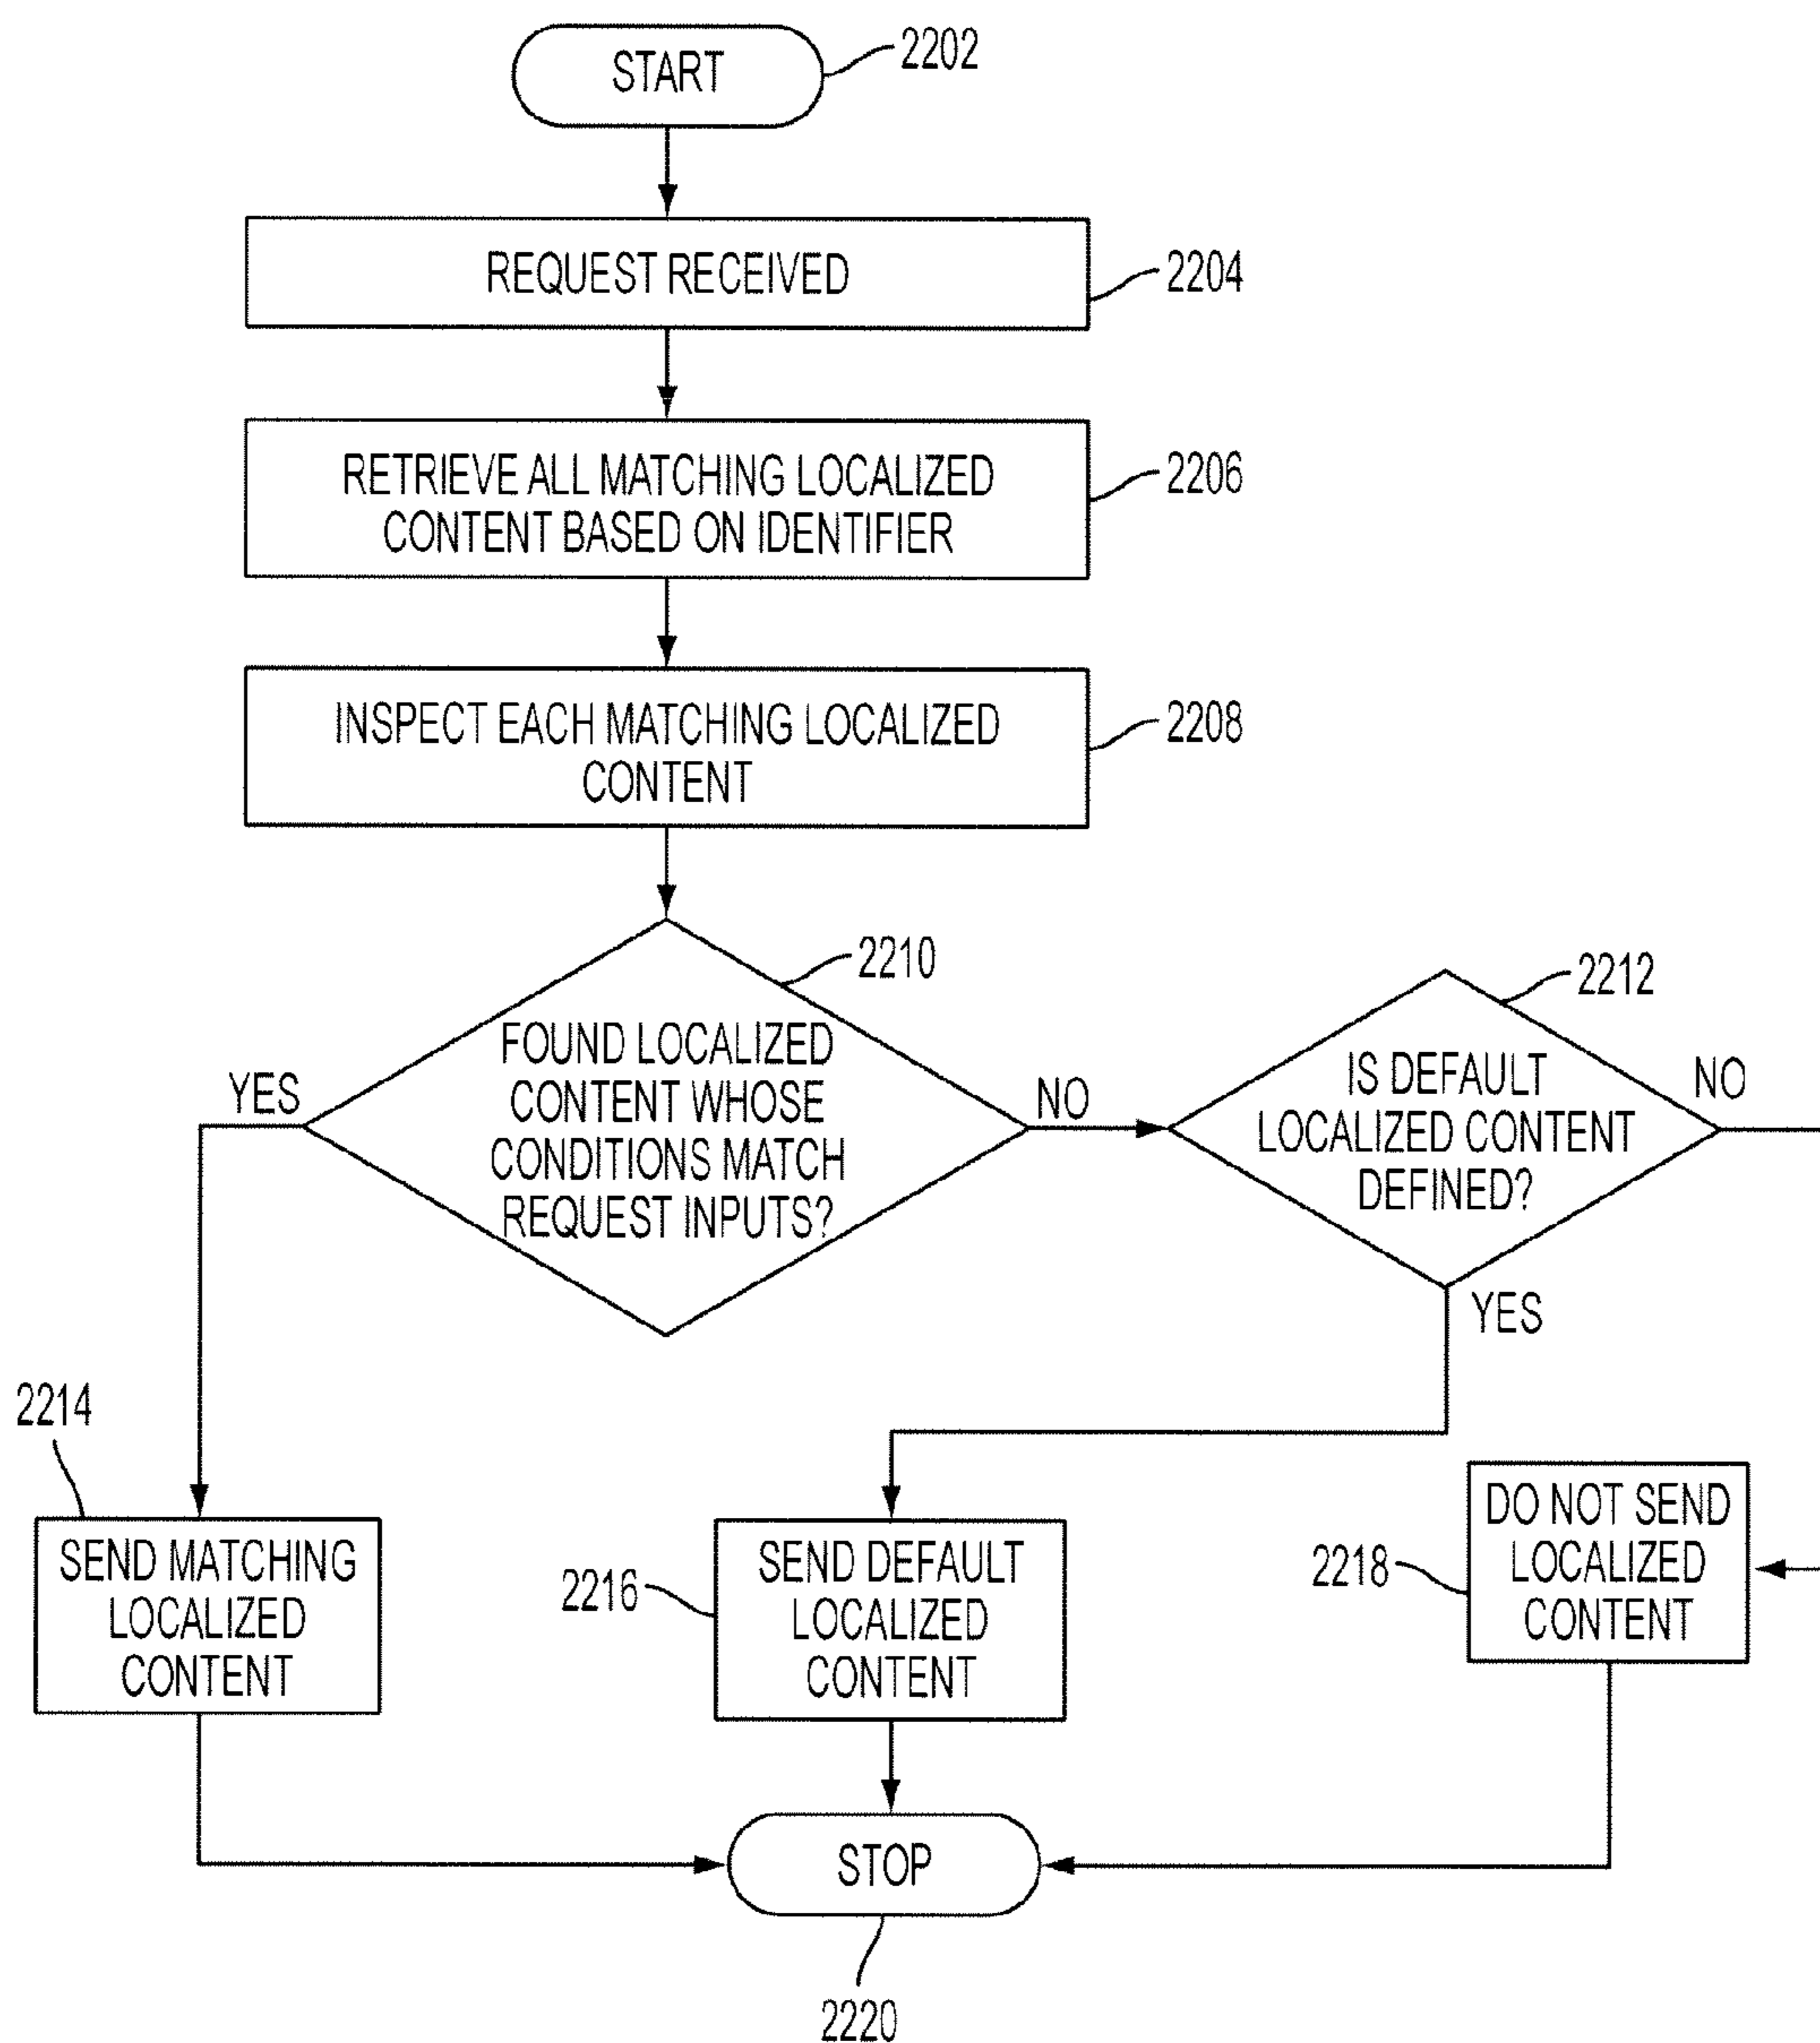 START
2202
REQUEST RECEIVED
2204
RETRIEVE ALL MATCHING LOCALIZED
CONTENT BASED ON IDENTIFIER
2206
INSPECT EACH MATCHING LOCALIZED
CONTENT
2208
2210
FOUND LOCALIZED
CONTENT WHOSE
CONDITIONS MATCH
REQUEST INPUTS?
YES
NO
2212
IS DEFAULT
LOCALIZED CONTENT
DEFINED?
NO
YES
2214
SEND MATCHING
LOCALIZED
CONTENT
2216
SEND DEFAULT
LOCALIZED
CONTENT
2218
DO NOT SEND
LOCALIZED
CONTENT
STOP
2220